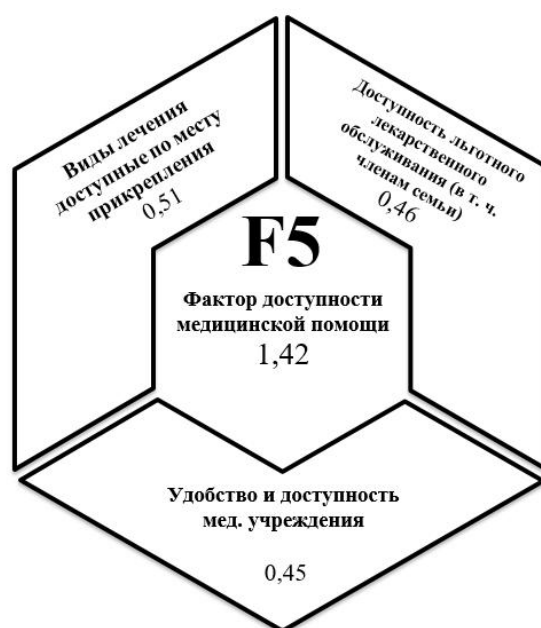 Виды лечения
доступные по месту
прикрепления
0,51
Доступность льготного
лекарственного
обслуживания (в т. ч.
членам семьи)
0,46
F5
Фактор доступности
медицинской помощи
1,42
Удобство и доступность
мед. учреждения
0,45